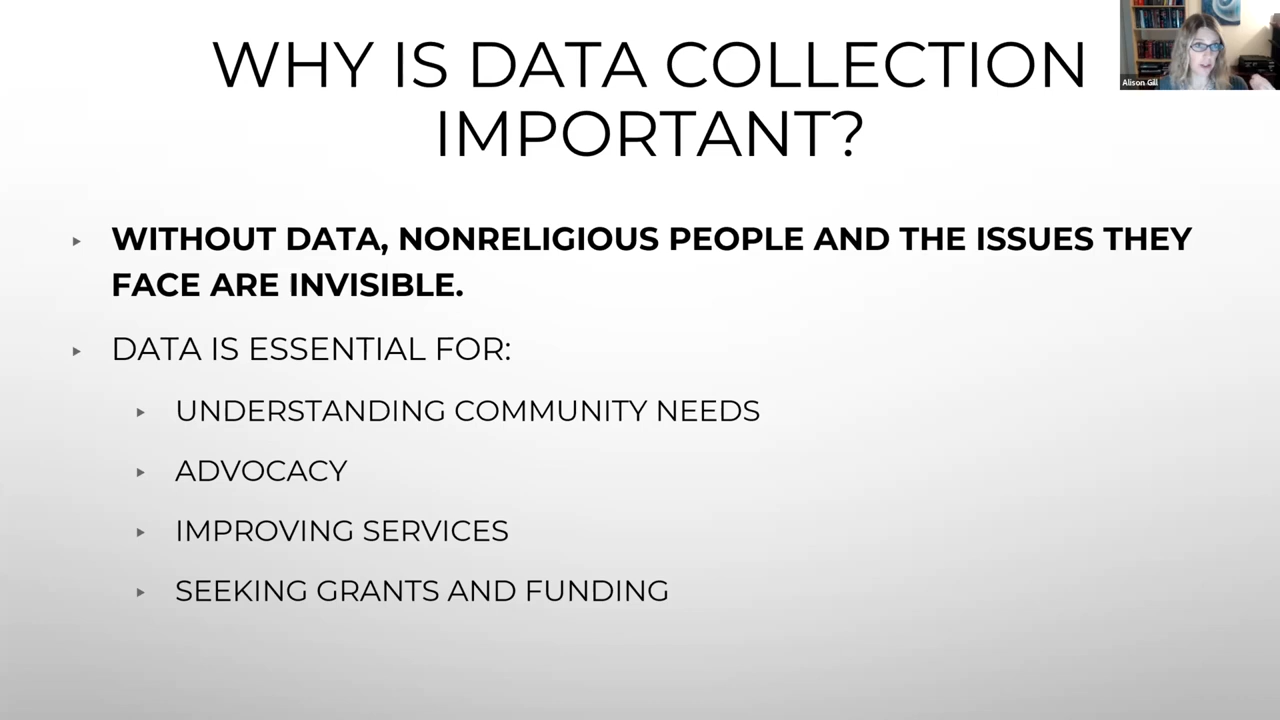 WHY IS DATA COLLECTION
IMPORTANT?
Alison Gill
WITHOUT DATA, NONRELIGIOUS PEOPLE AND THE ISSUES THEY
FACE ARE INVISIBLE.
DATA IS ESSENTIAL FOR:
UNDERSTANDING COMMUNITY NEEDS
ADVOCACY
IMPROVING SERVICES
SEEKING GRANTS AND FUNDING